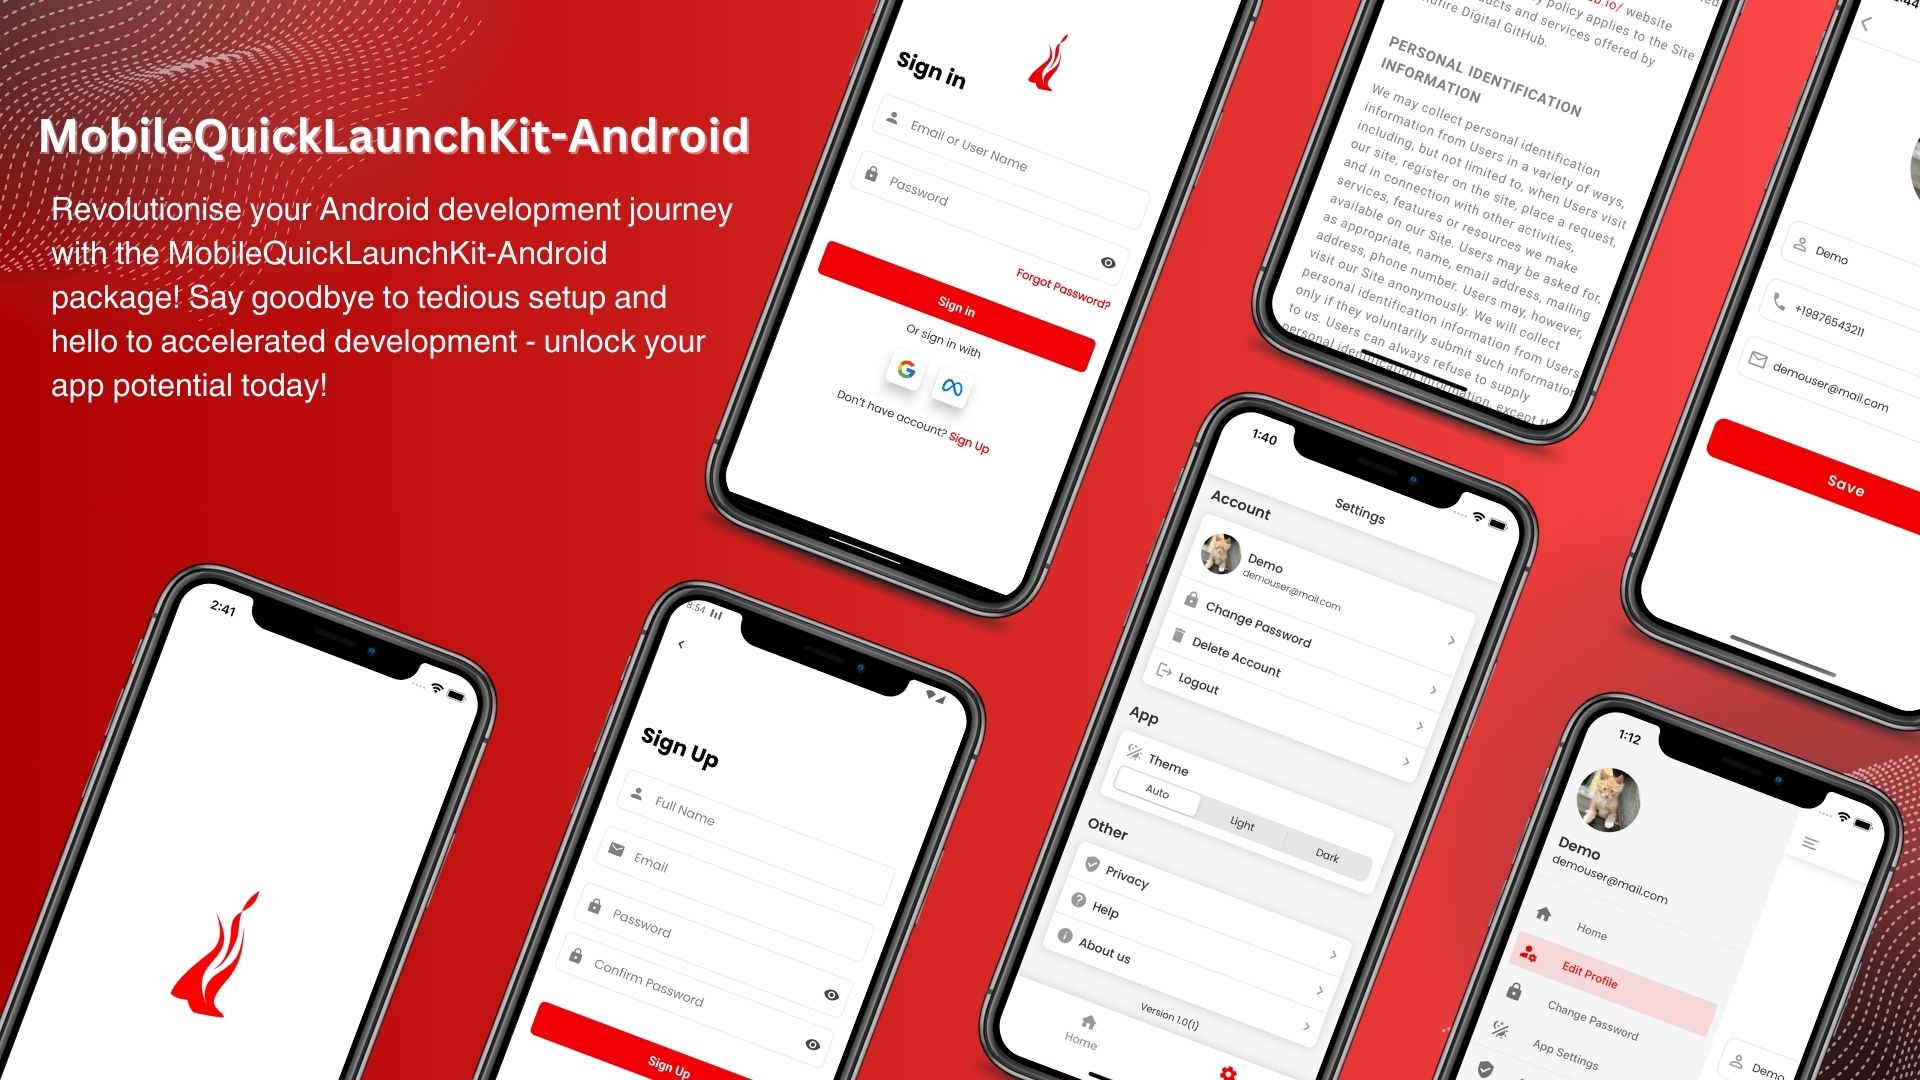 MobileQuickLaunchKit-Android
Revolutionise your Android development journey
with the MobileQuickLaunchKit-Android
package! Say goodbye to tedious setup and
hello to accelerated development - unlock your
app potential today!
Sign in
Email or User Name
Password
Forgot Password?
Sign in
Or sign in with
Don't have account? Sign Up
website
policy applies to the Site
and services offered by
Digital GitHub.
PERSONAL IDENTIFICATION
INFORMATION
We may collect personal identification
information from Users in a variety of ways,
including, but not limited to, when Users visit
our site, register on the site, place a request,
and in connection with other activities,
services, features or resources we make
available on our Site. Users may be asked for,
as appropriate, name, email address, mailing
address, phone number. Users may, however,
visit our Site anonymously. We will collect
personal identification information from Users
only if they voluntarily submit such information
to us. Users can always refuse to supply
personal identification information, except
Demo
+19876543211
demouser@mail.com
Save
2:41
8:54
Sign Up
Full Name
Email
Password
Confirm Password
Sign Up
1:40
Settings
Account
Demo
demouser@mail.com
Change Password
Delete Account
Logout
App
Theme
Auto
Light
Dark
Other
Privacy
Help
About us
Version 1.0(1)
Home
1:12
Demo
demouser@mail.com
Home
Edit Profile
Change Password
App Settings
Demo